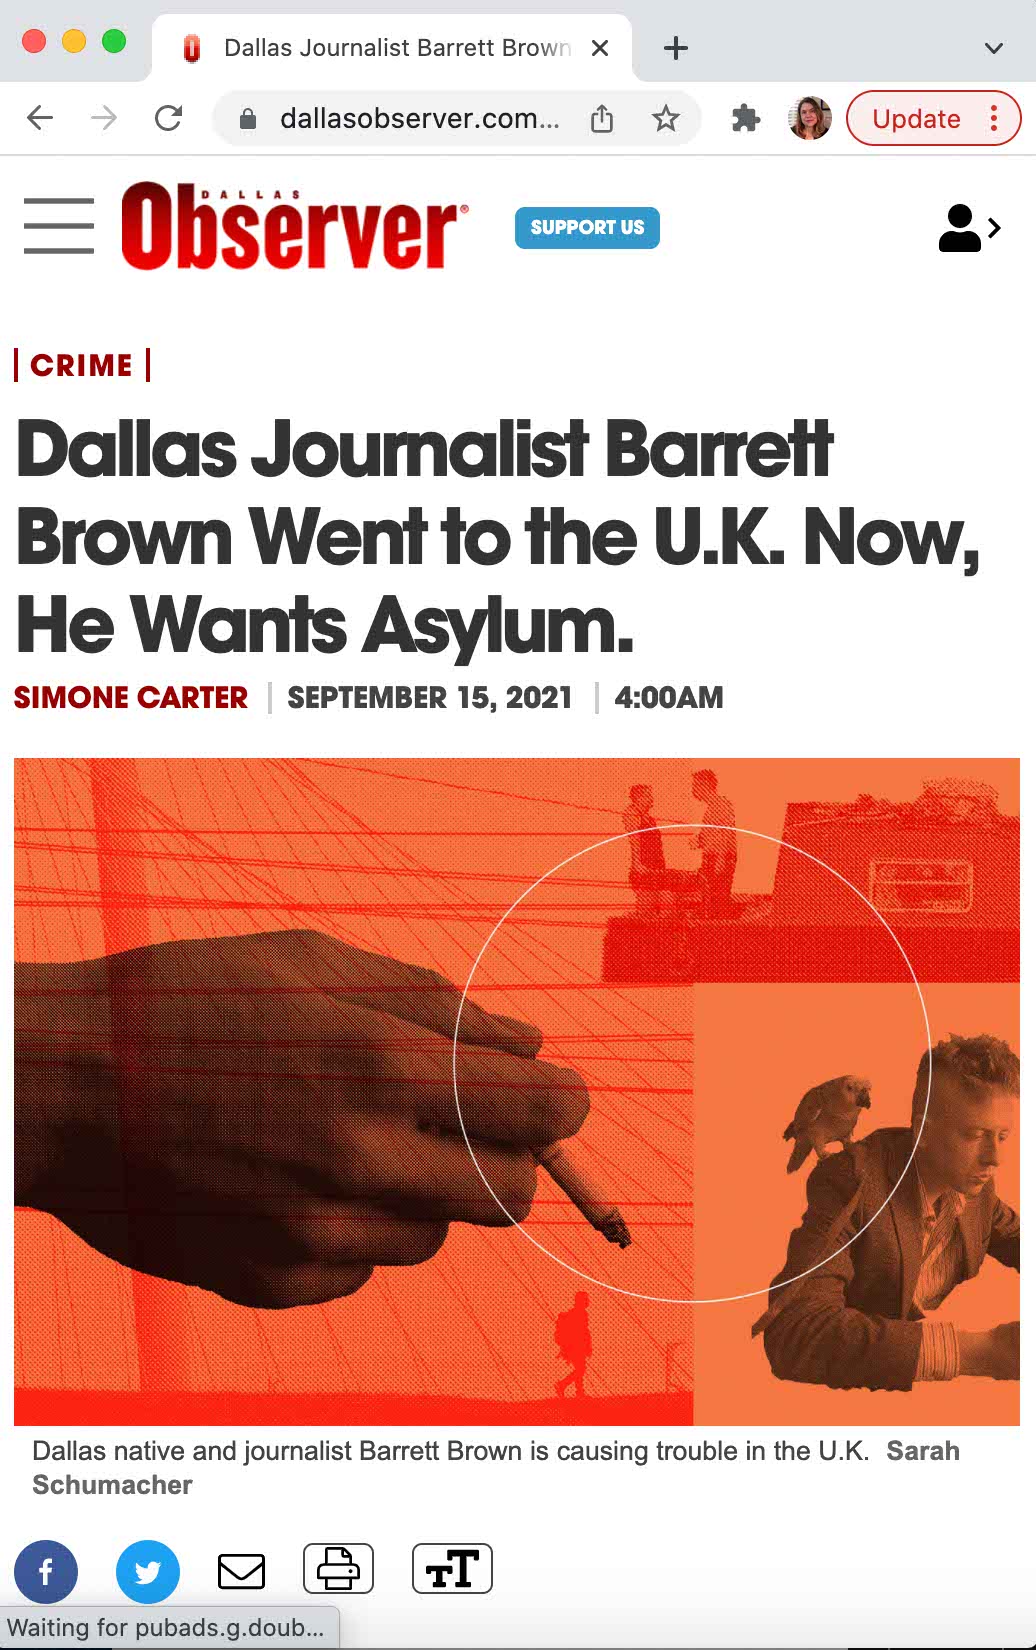 Dallas Journalist Barrett Brown
dallasobserver.com...
Update
DALLAS
Observer®
SUPPORT US
CRIME
Dallas Journalist Barrett
Brown Went to the U.K. Now,
He Wants Asylum.
SIMONE CARTER | SEPTEMBER 15, 2021 | 4:00AM
Dallas native and journalist Barrett Brown is causing trouble in the U.K. Sarah
Schumacher
f
TT
Waiting for pubads.g.doub...